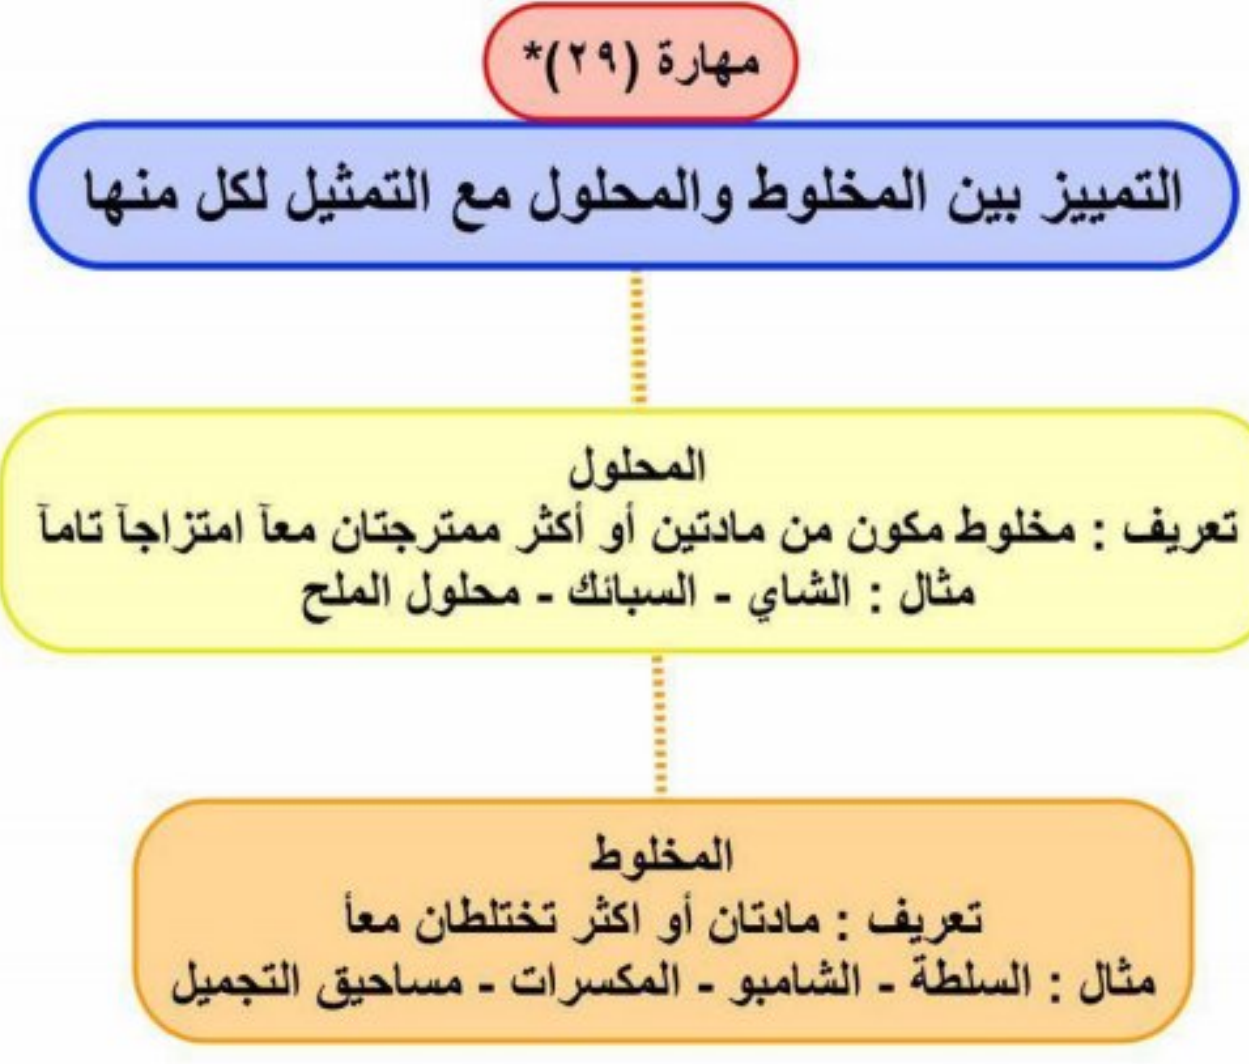 مهارة (٢٩)*
التمييز بين المخلوط والمحلول مع التمثيل لكل منها
المحلول
تعريف : مخلوط مكون من مادتين أو أكثر ممترجتان معآ امتزاجآ تامآ
مثال : الشاي - السبائك - محلول الملح
المخلوط
تعريف : مادتان أو اكثر تختلطان معأ
مثال : السلطة - الشامبو - المكسرات - مساحيق التجميل